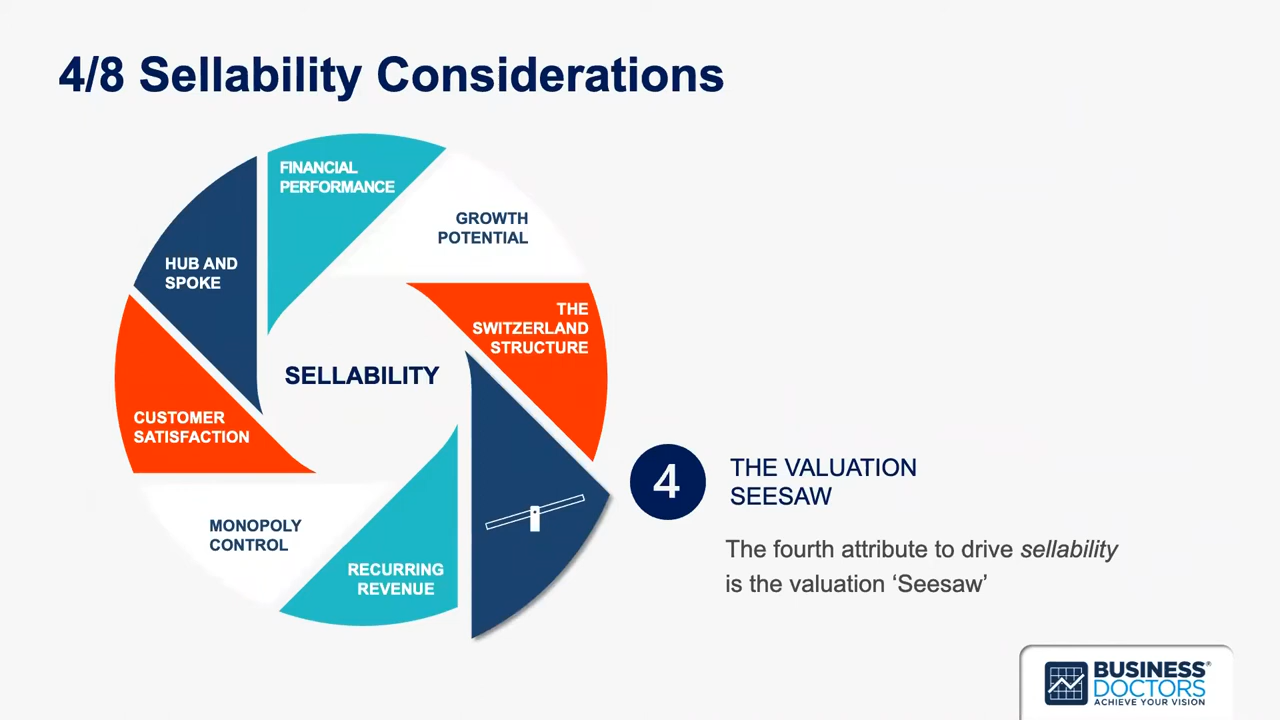 4/8 Sellability Considerations
FINANCIAL
PERFORMANCE
GROWTH
POTENTIAL
THE
SWITZERLAND
STRUCTURE
HUB AND
SPOKE
SELLABILITY
CUSTOMER
SATISFACTION
MONOPOLY
CONTROL
RECURRING
REVENUE
4
THE VALUATION
SEESAW
The fourth attribute to drive sellability
is the valuation ‘Seesaw’
BUSINESS®
DOCTORS
ACHIEVE YOUR VISION